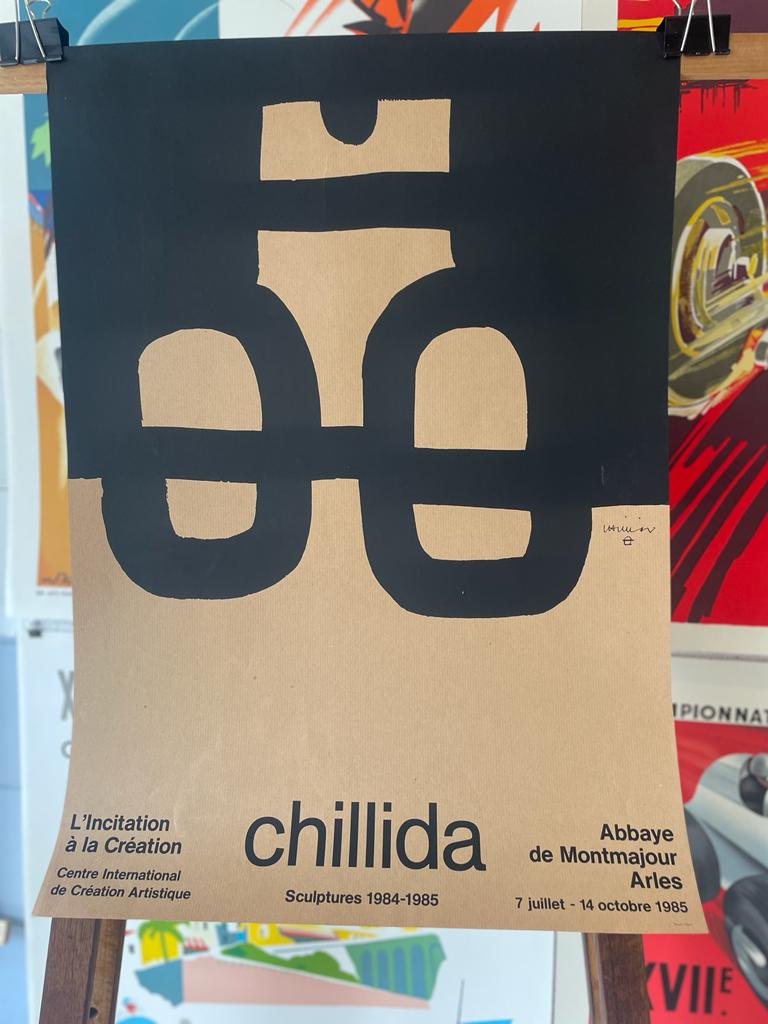 L'Incitation
à la Création
Centre International
de Création Artistique
chillida
Sculptures 1984-1985
Abbaye
de Montmajour
Arles
7 juillet - 14 octobre 1985
XVIIE